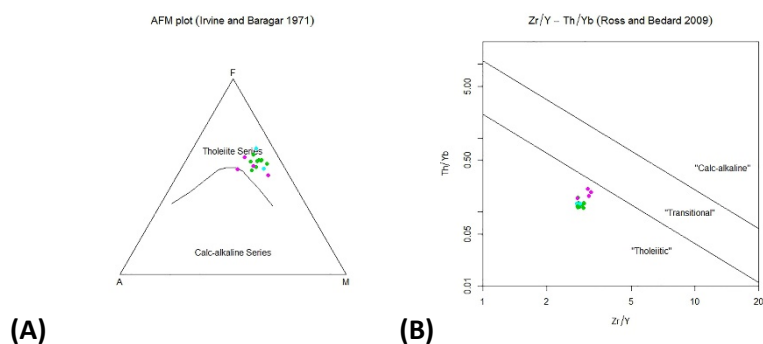 AFM plot (Irvine and Baragar 1971)
F
Tholeiite Series
Calc-alkaline Series
A
M
(A)
Zr/Y − Th/Yb (Ross and Bedard 2009)
Th/Yb
5.00
0.50
0.05
0.01
"Calc-alkaline"
"Transitional"
"Tholeiitic"
1
2
5
10
20
Zr/Y
(B)